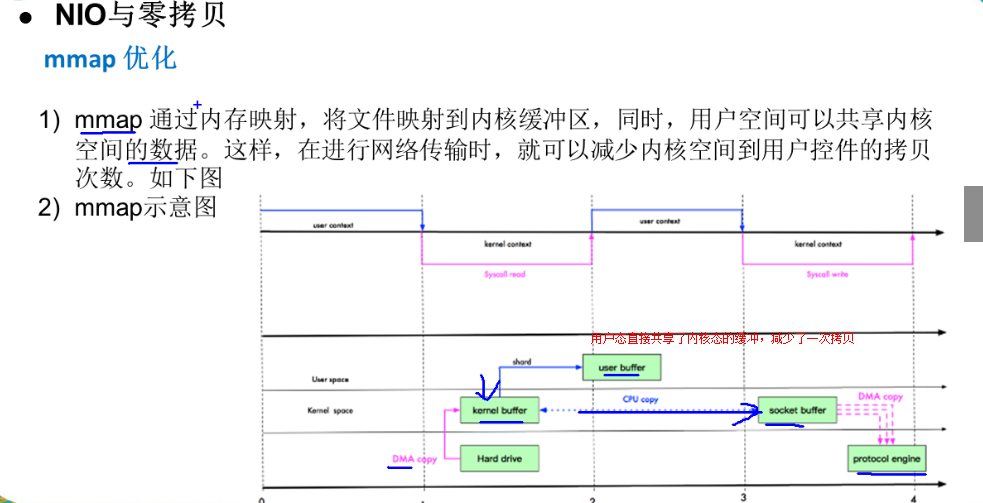 ● NIO与零拷贝
mmap 优化
1) mmap 通过内存映射，将文件映射到内核缓冲区，同时，用户空间可以共享内核
空间的数据。这样，在进行网络传输时，就可以减少内核空间到用户控件的拷贝
次数。如下图
2) mmap示意图
user context
user context
kernel context
kernel context
Syscall read
Syscall write
用户态直接共享了内核态的缓冲，减少了一次拷贝
shard
user buffer
User space
CPU copy
DMA copy
Kernel space
kernel buffer
socket buffer
DMA copy
Hard drive
protocol engine
2
3
4